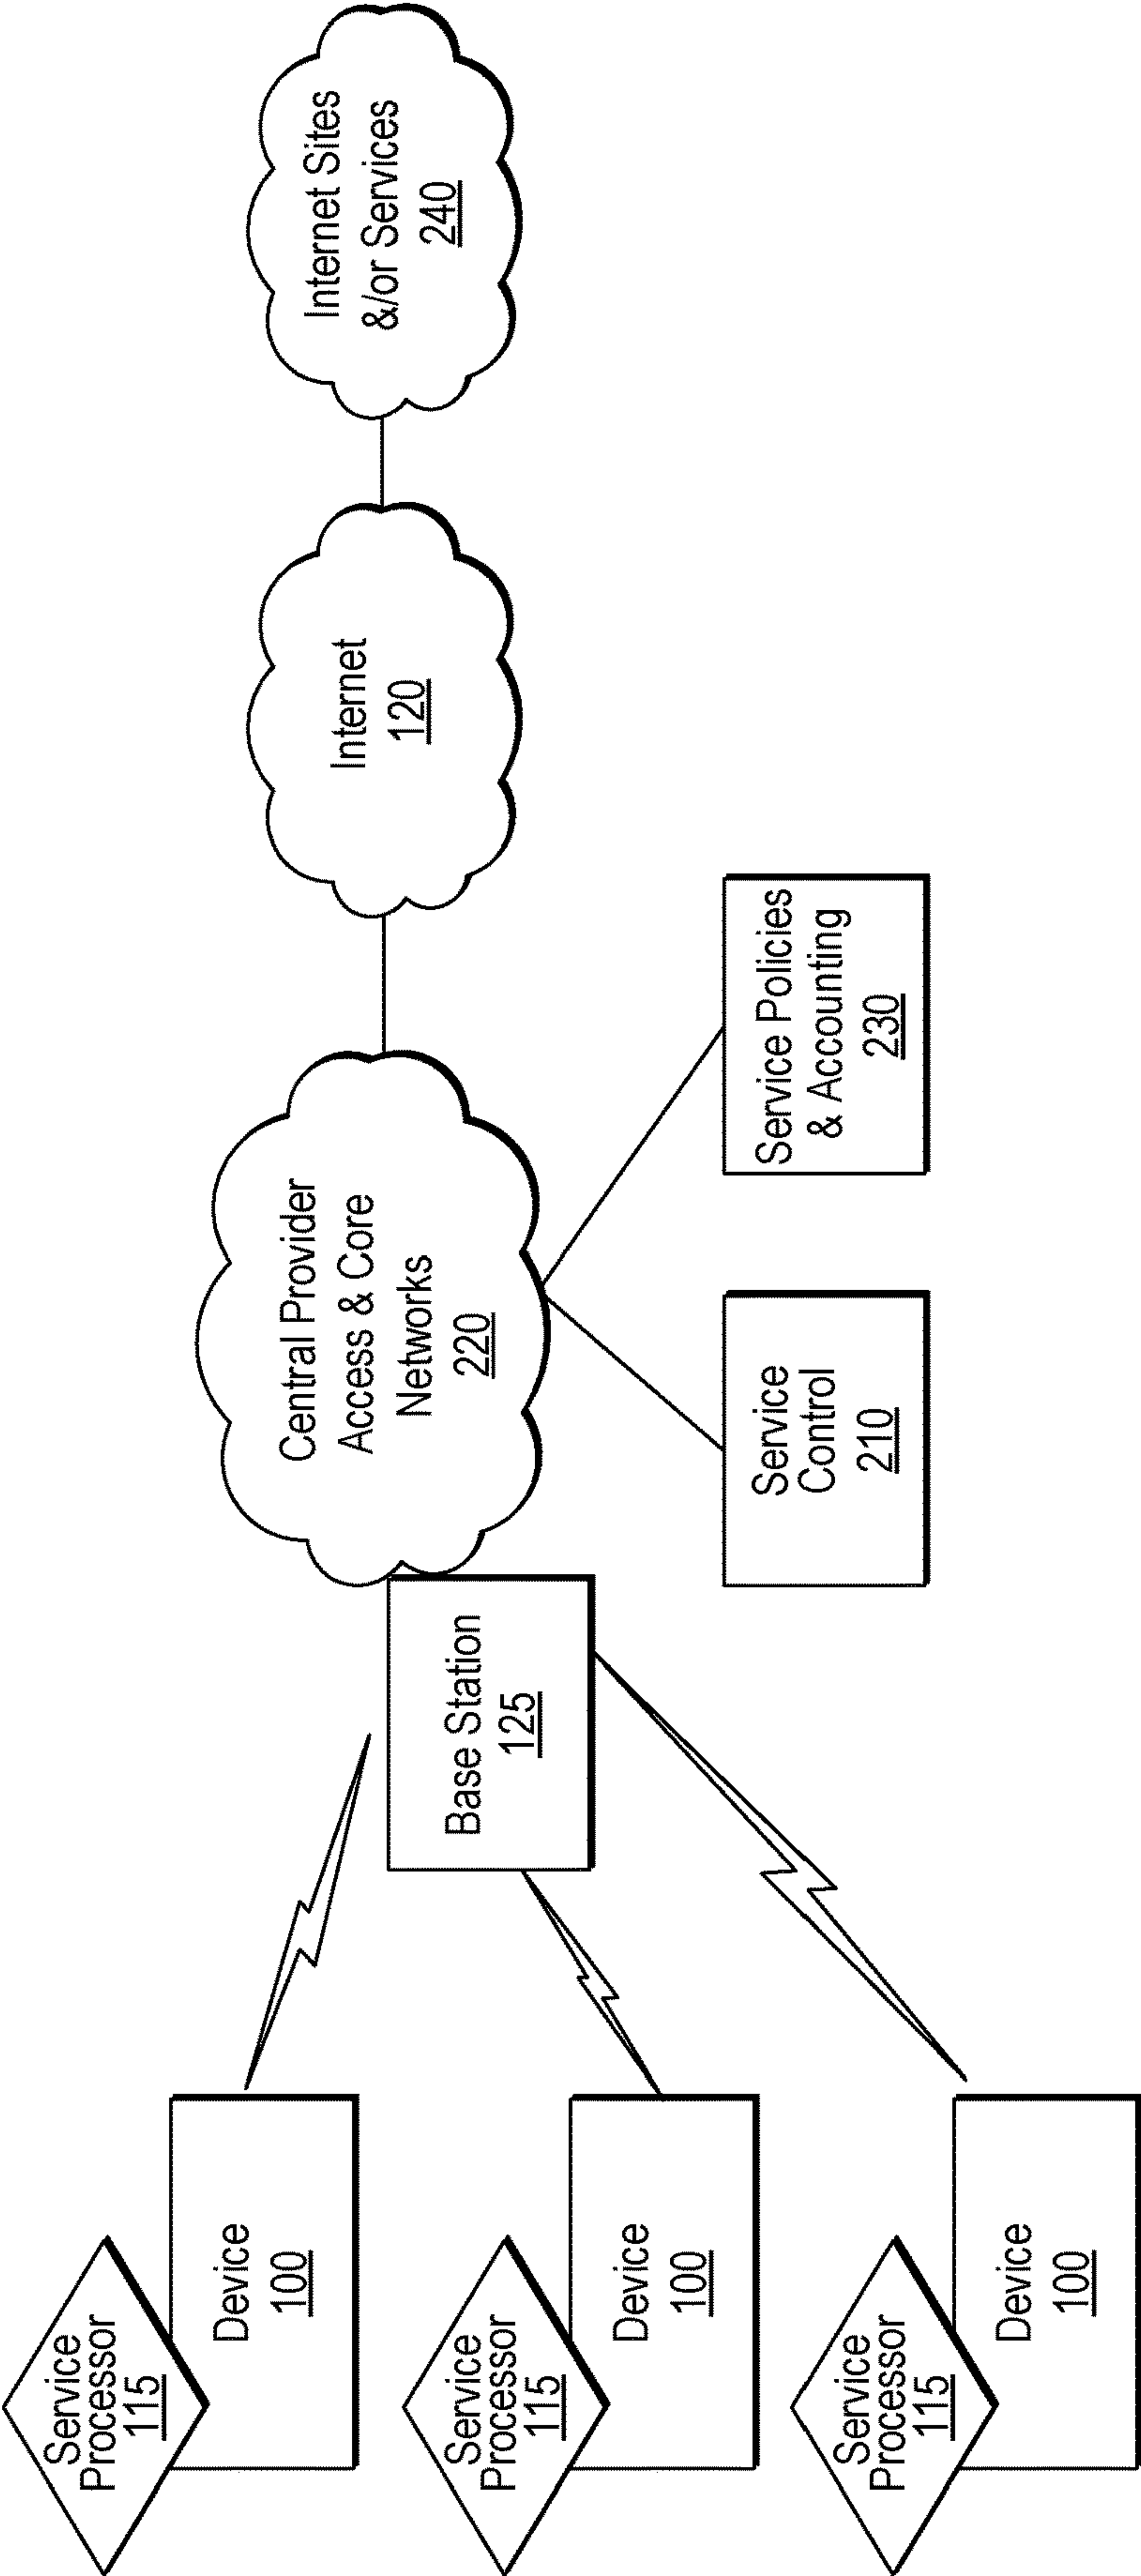 Service
Processor
115
Device
100
Service
Processor
115
Device
100
Service
Processor
115
Device
100
Base Station
125
Central Provider
Access & Core
Networks
220
Service
Control
210
Service Policies
& Accounting
230
Internet
120
Internet Sites
&/or Services
240